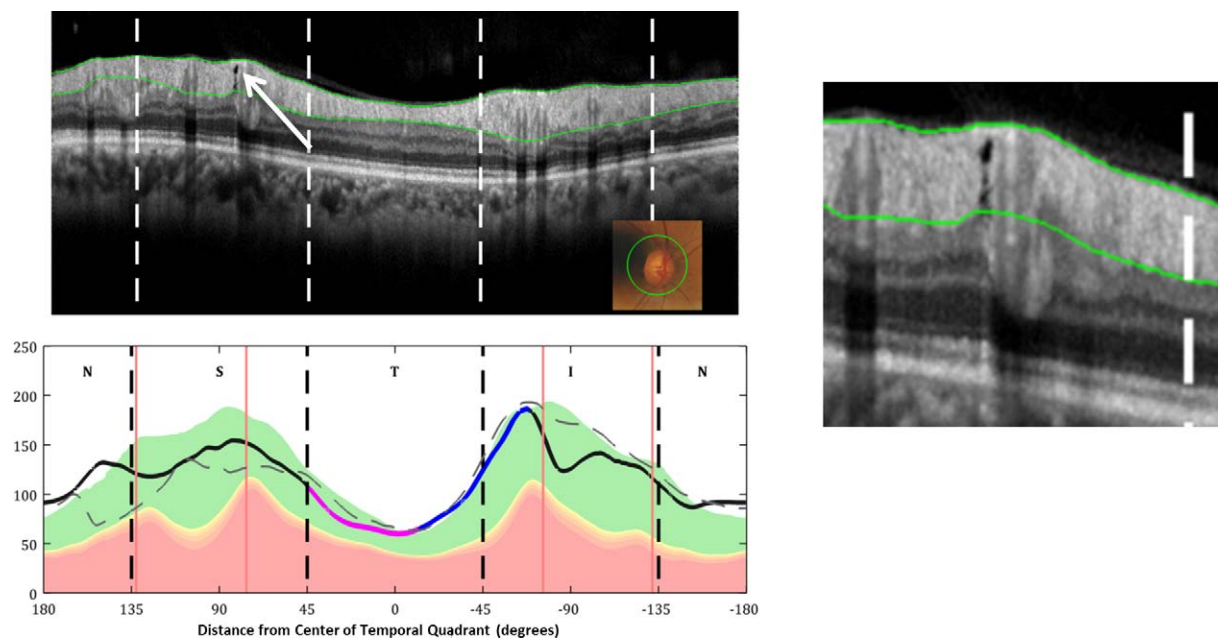 250
N S T I N
200
150
100
50
0
180 135 90 45 0 -45 -90 -135 -180
Distance from Center of Temporal Quadrant (degrees)